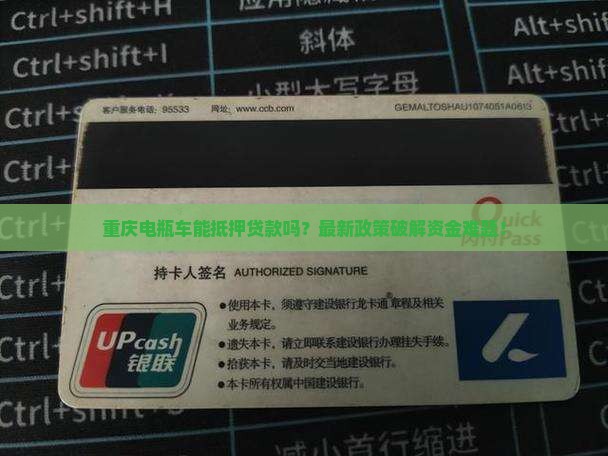 Ctrl+shift+H
应用隐藏
Alt+shi
Ctrl+shift+I
斜体
Alt+shif
Ctrl+s
小型大写字母
Ctrl+
客户服务电话：95533 网址：www.ccb.com GEMALTOSHAU1074051A0613
Quick
Pass
重庆电瓶车能抵押贷款吗？最新政策破解资金难题！
持卡人签名 AUTHORIZED SIGNATURE
UPcash
银联
●使用本卡，须遵守建设银行龙卡通®章程及相关
业务规定。
●遗失本卡，请立即联系建设银行办理挂失手续。
●拾获本卡，请及时交当地建设银行。
●本卡所有权属中国建设银行。
Ctrl+shift+D
减小首行缩进